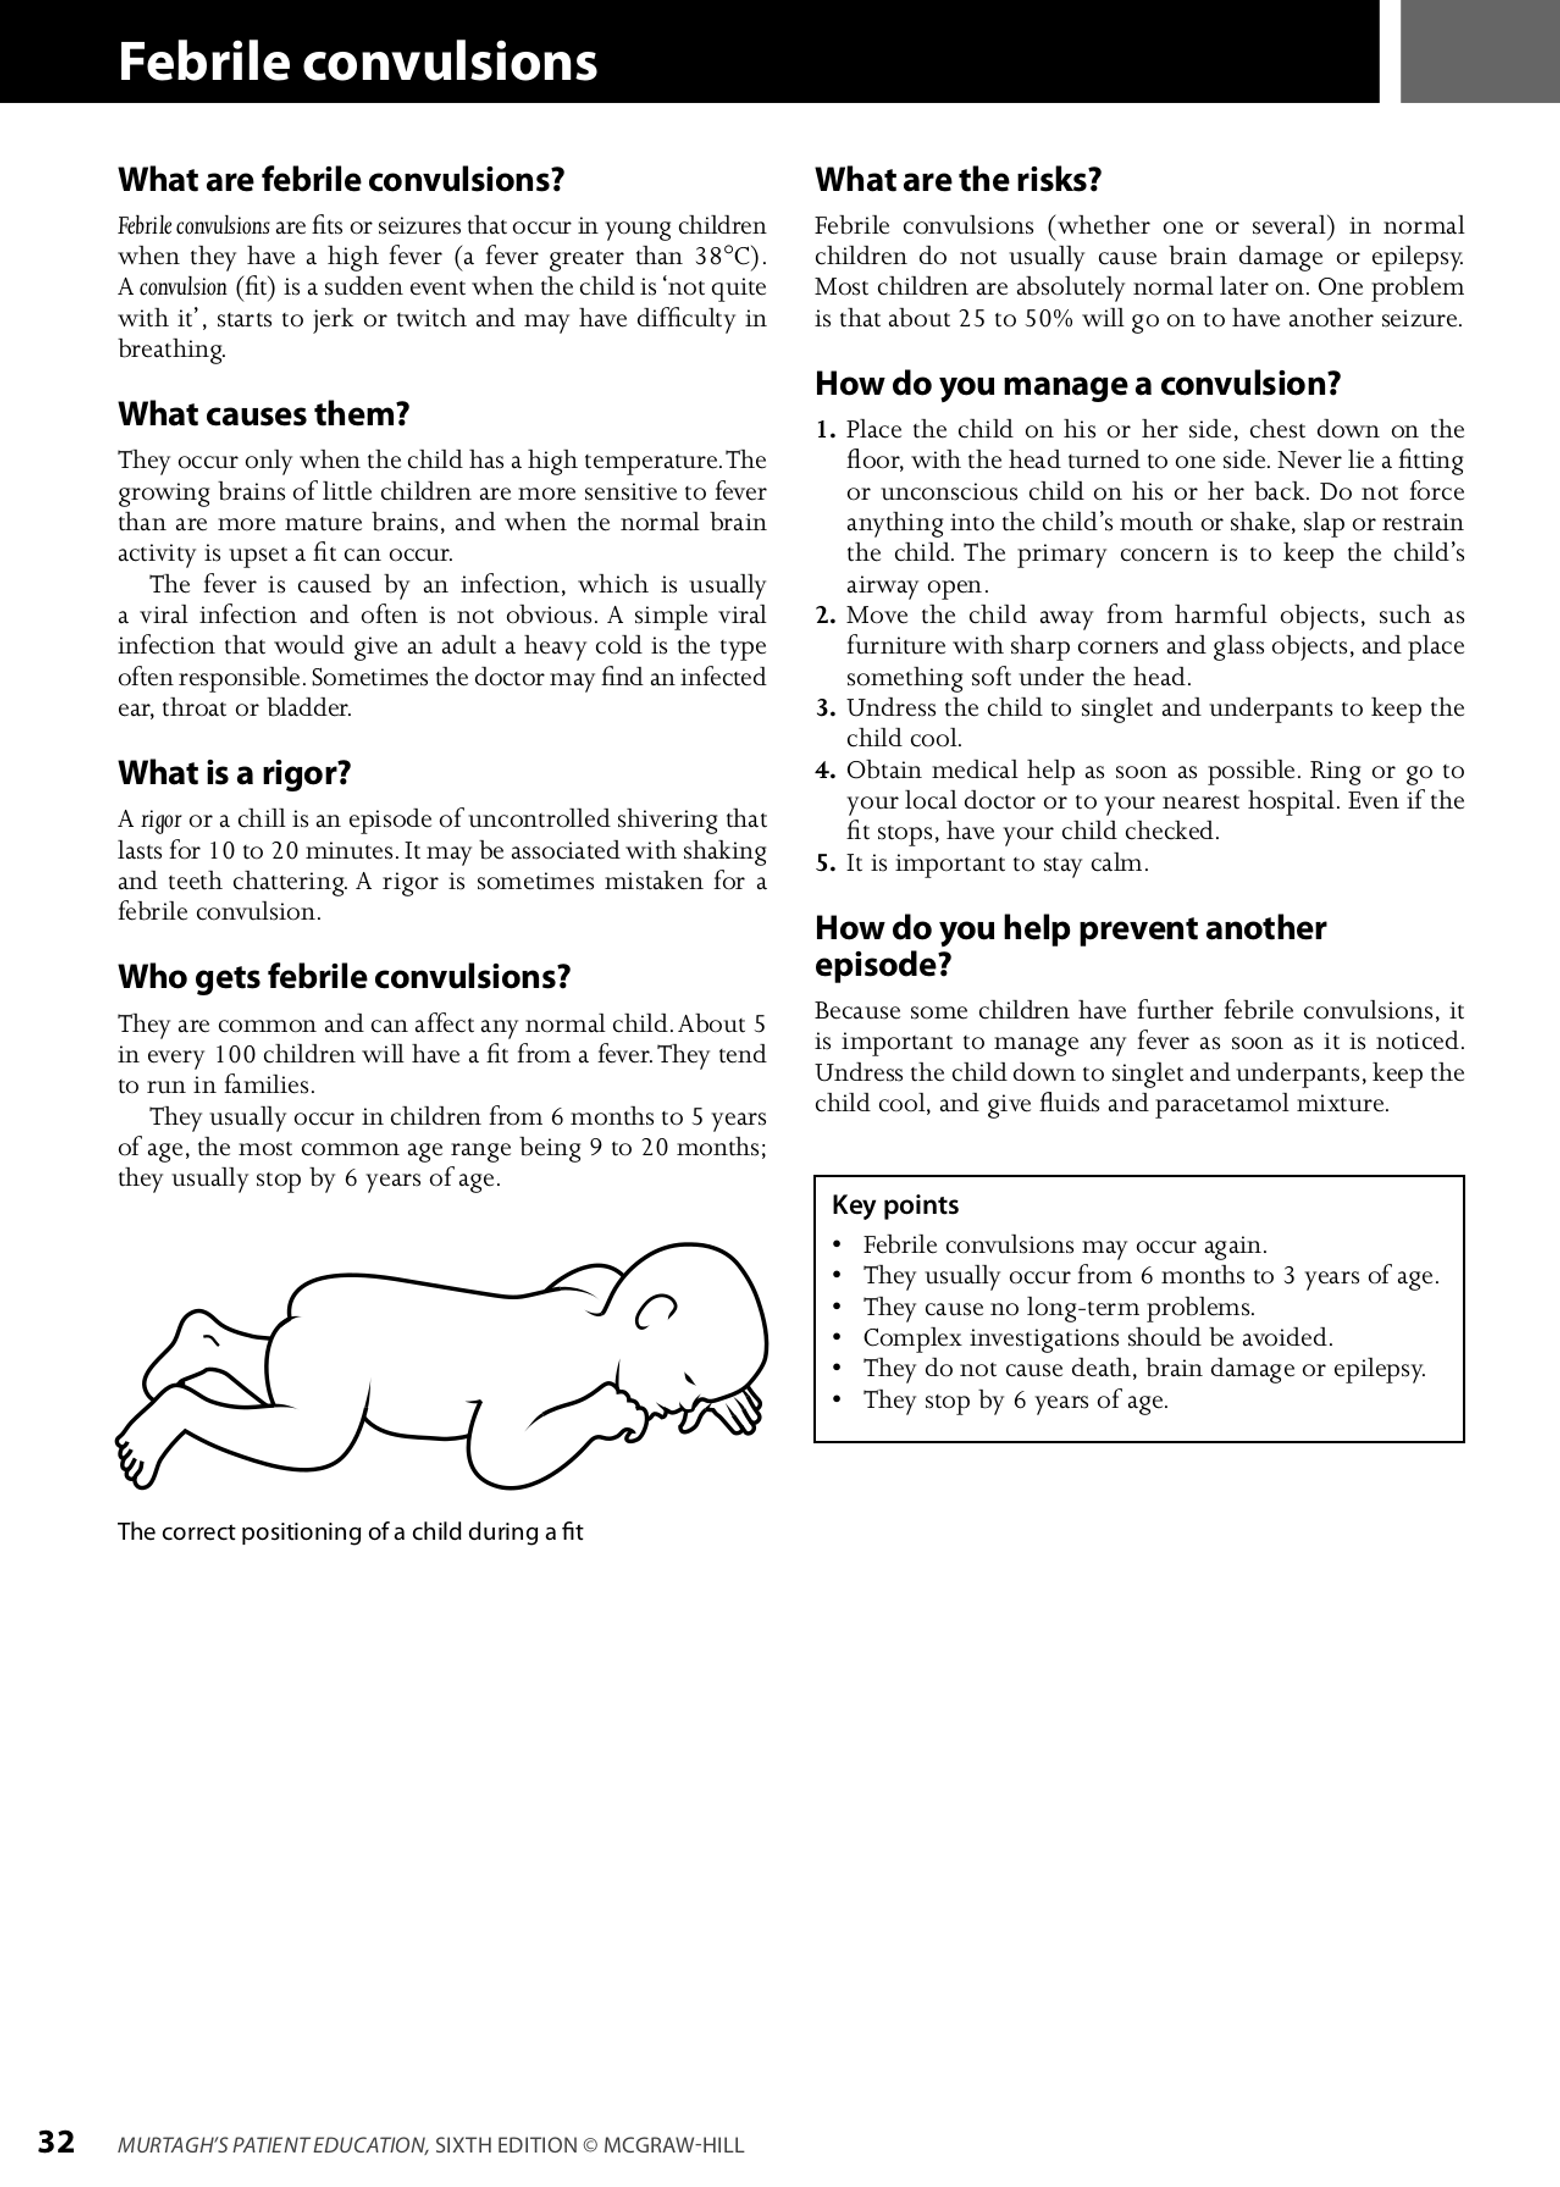 Febrile convulsions
What are febrile convulsions?
Febrile convulsions are fits or seizures that occur in young children
when they have a high fever (a fever greater than 38°C).
A convulsion (fit) is a sudden event when the child is ‘not quite
with it’, starts to jerk or twitch and may have difficulty in
breathing.
What causes them?
They occur only when the child has a high temperature. The
growing brains of little children are more sensitive to fever
than are more mature brains, and when the normal brain
activity is upset a fit can occur.
The fever is caused by an infection, which is usually
a viral infection and often is not obvious. A simple viral
infection that would give an adult a heavy cold is the type
often responsible. Sometimes the doctor may find an infected
ear, throat or bladder.
What is a rigor?
A rigor or a chill is an episode of uncontrolled shivering that
lasts for 10 to 20 minutes. It may be associated with shaking
and teeth chattering. A rigor is sometimes mistaken for a
febrile convulsion.
Who gets febrile convulsions?
They are common and can affect any normal child. About 5
in every 100 children will have a fit from a fever. They tend
to run in families.
They usually occur in children from 6 months to 5 years
of age, the most common age range being 9 to 20 months;
they usually stop by 6 years of age.
The correct positioning of a child during a fit
What are the risks?
Febrile convulsions (whether one or several) in normal
children do not usually cause brain damage or epilepsy.
Most children are absolutely normal later on. One problem
is that about 25 to 50% will go on to have another seizure.
How do you manage a convulsion?
1. Place the child on his or her side, chest down on the
floor, with the head turned to one side. Never lie a fitting
or unconscious child on his or her back. Do not force
anything into the child’s mouth or shake, slap or restrain
the child. The primary concern is to keep the child’s
airway open.
2. Move the child away from harmful objects, such as
furniture with sharp corners and glass objects, and place
something soft under the head.
3. Undress the child to singlet and underpants to keep the
child cool.
4. Obtain medical help as soon as possible. Ring or go to
your local doctor or to your nearest hospital. Even if the
fit stops, have your child checked.
5. It is important to stay calm.
How do you help prevent another
episode?
Because some children have further febrile convulsions, it
is important to manage any fever as soon as it is noticed.
Undress the child down to singlet and underpants, keep the
child cool, and give fluids and paracetamol mixture.
Key points
• Febrile convulsions may occur again.
• They usually occur from 6 months to 3 years of age.
• They cause no long-term problems.
• Complex investigations should be avoided.
• They do not cause death, brain damage or epilepsy.
• They stop by 6 years of age.
32 MURTAGH’S PATIENT EDUCATION, SIXTH EDITION © MCGRAW-HILL